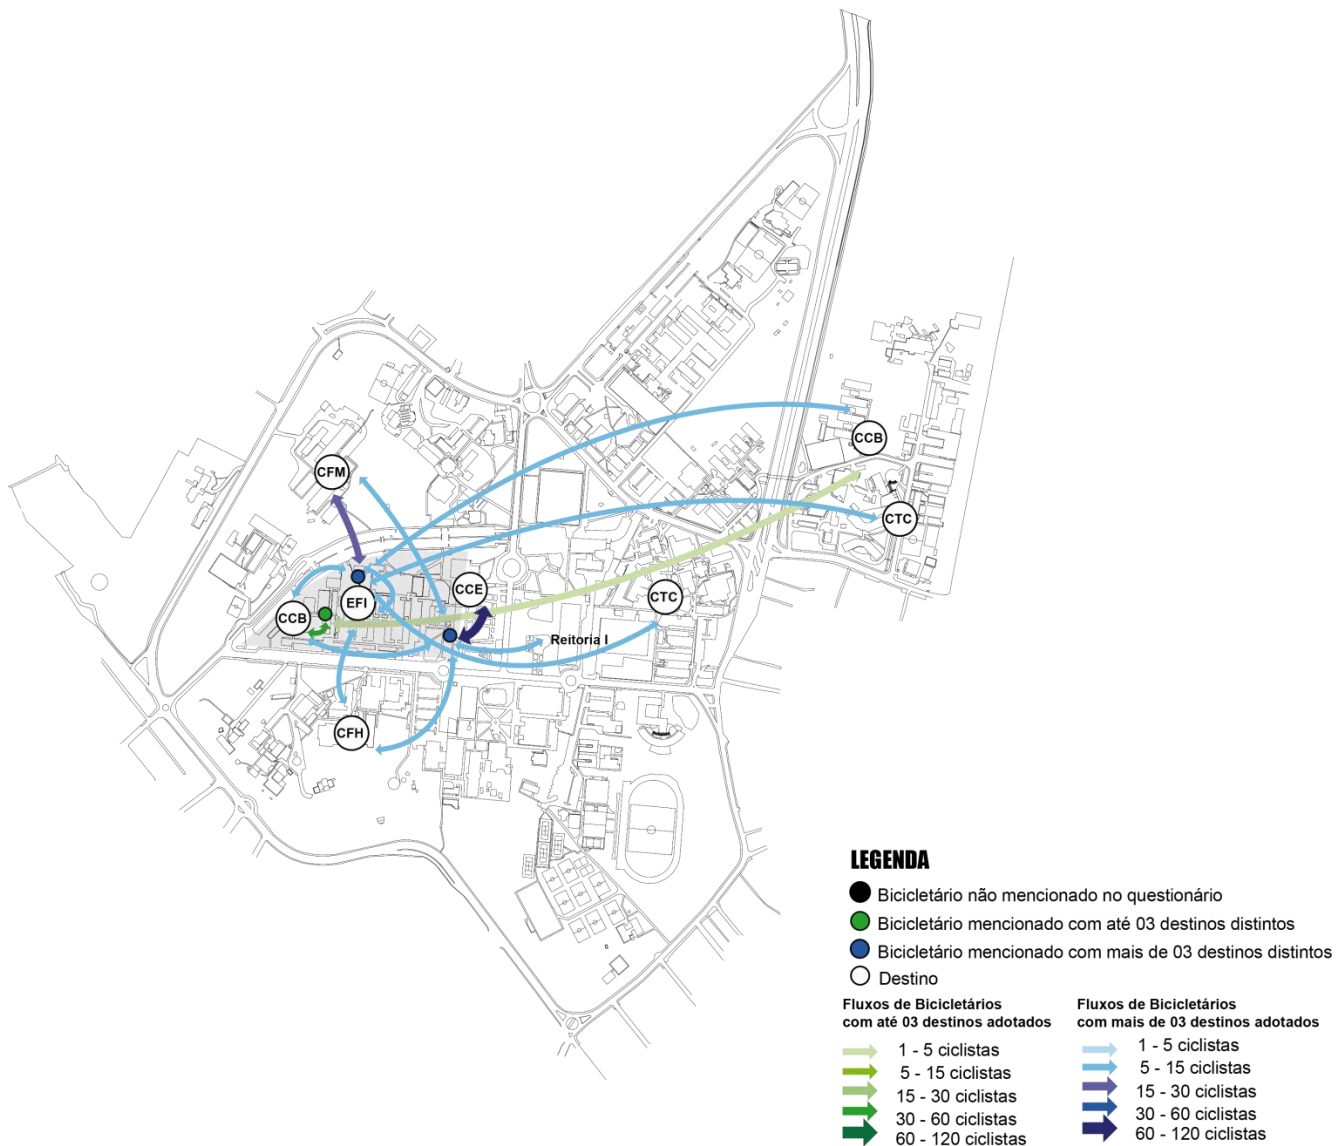 CCB
CFM
CTC
CCE
EFI
CTC
CCB
Reitoria I
CFH
LEGENDA
Bicicletário não mencionado no questionário
Bicicletário mencionado com até 03 destinos distintos
Bicicletário mencionado com mais de 03 destinos distintos
Destino
Fluxos de Bicicletários
com até 03 destinos adotados
1 - 5 ciclistas
5 - 15 ciclistas
15 - 30 ciclistas
30 - 60 ciclistas
60 - 120 ciclistas
Fluxos de Bicicletários
com mais de 03 destinos adotados
1 - 5 ciclistas
5 - 15 ciclistas
15 - 30 ciclistas
30 - 60 ciclistas
60 - 120 ciclistas